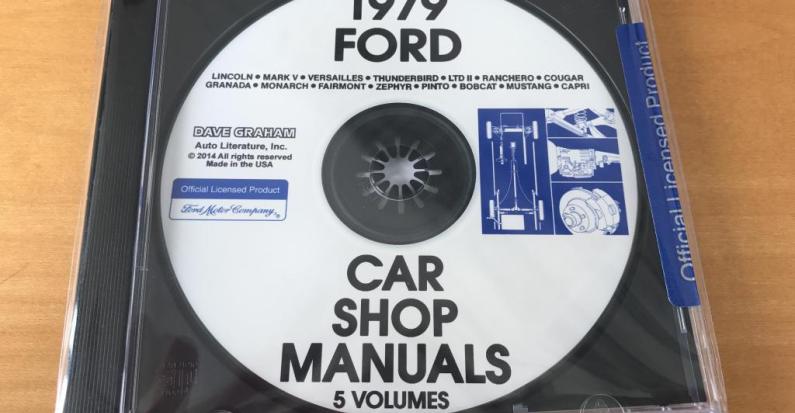 1979
FORD
LINCOLN • MARK V • VERSAILLES • THUNDERBIRD • LTD II • RANCHERO • COUGAR
GRANADA • MONARCH • FAIRMONT • ZEPHYR • PINTO • BOBCAT • MUSTANG • CAPRI
DAVE GRAHAM
Auto Literature, Inc.
© 2014 All rights reserved
Made in the USA
Official Licensed Product
Ford Motor Company,®
CAR
SHOP
MANUALS
5 VOLUMES
Official Licensed Product